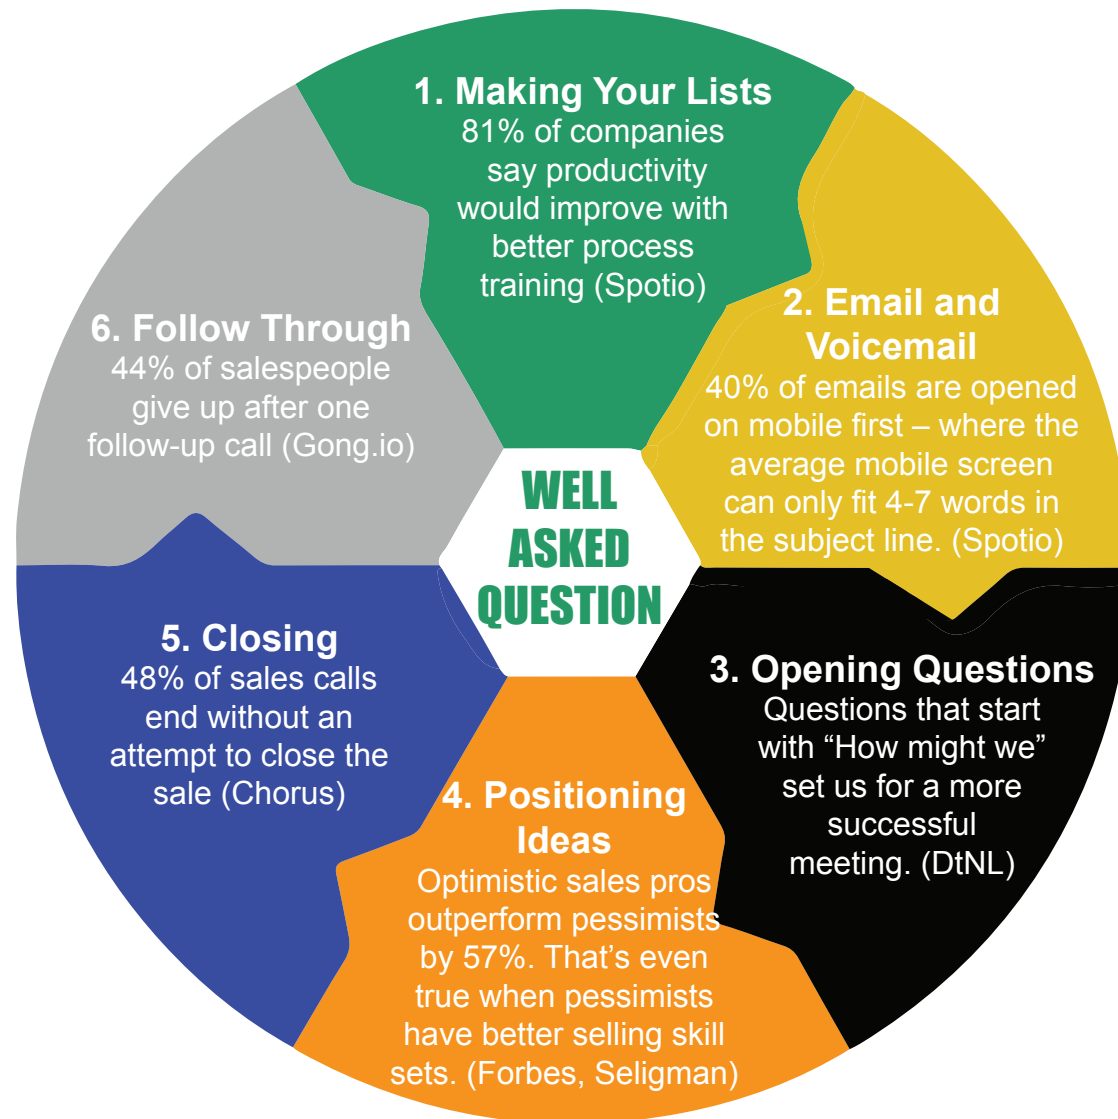 1. Making Your Lists
81% of companies
say productivity
would improve with
better process
training (Spotio)
2. Email and
Voicemail
40% of emails are opened
on mobile first – where the
average mobile screen
can only fit 4-7 words in
the subject line. (Spotio)
3. Opening Questions
Questions that start
with “How might we”
set us for a more
successful
meeting. (DtNL)
4. Positioning
Ideas
Optimistic sales pros
outperform pessimists
by 57%. That’s even
true when pessimists
have better selling skill
sets. (Forbes, Seligman)
5. Closing
48% of sales calls
end without an
attempt to close the
sale (Chorus)
6. Follow Through
44% of salespeople
give up after one
follow-up call (Gong.io)
WELL
ASKED
QUESTION